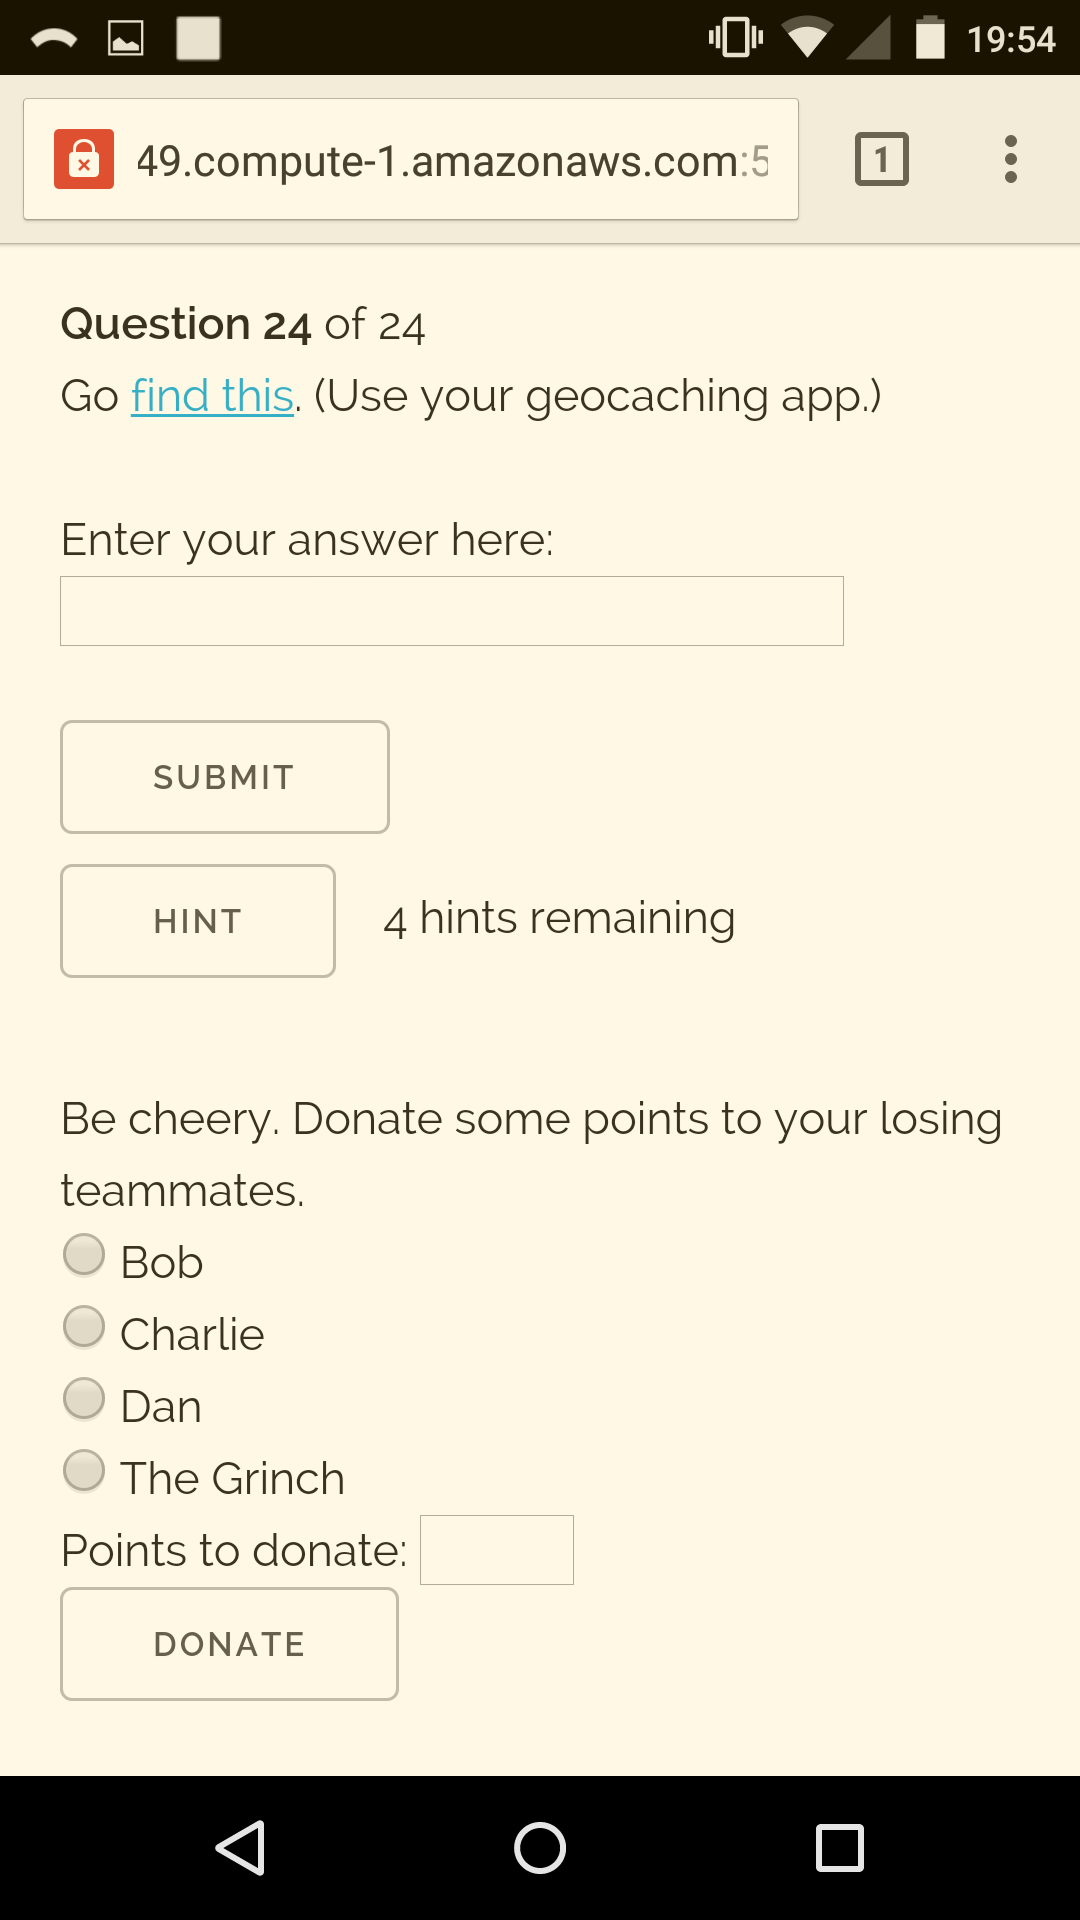 19:54
49.compute-1.amazonaws.com:5
1
Question 24 of 24
Go find this. (Use your geocaching app.)
Enter your answer here:
SUBMIT
HINT
4 hints remaining
Be cheery. Donate some points to your losing
teammates.
Bob
Charlie
Dan
The Grinch
Points to donate:
DONATE